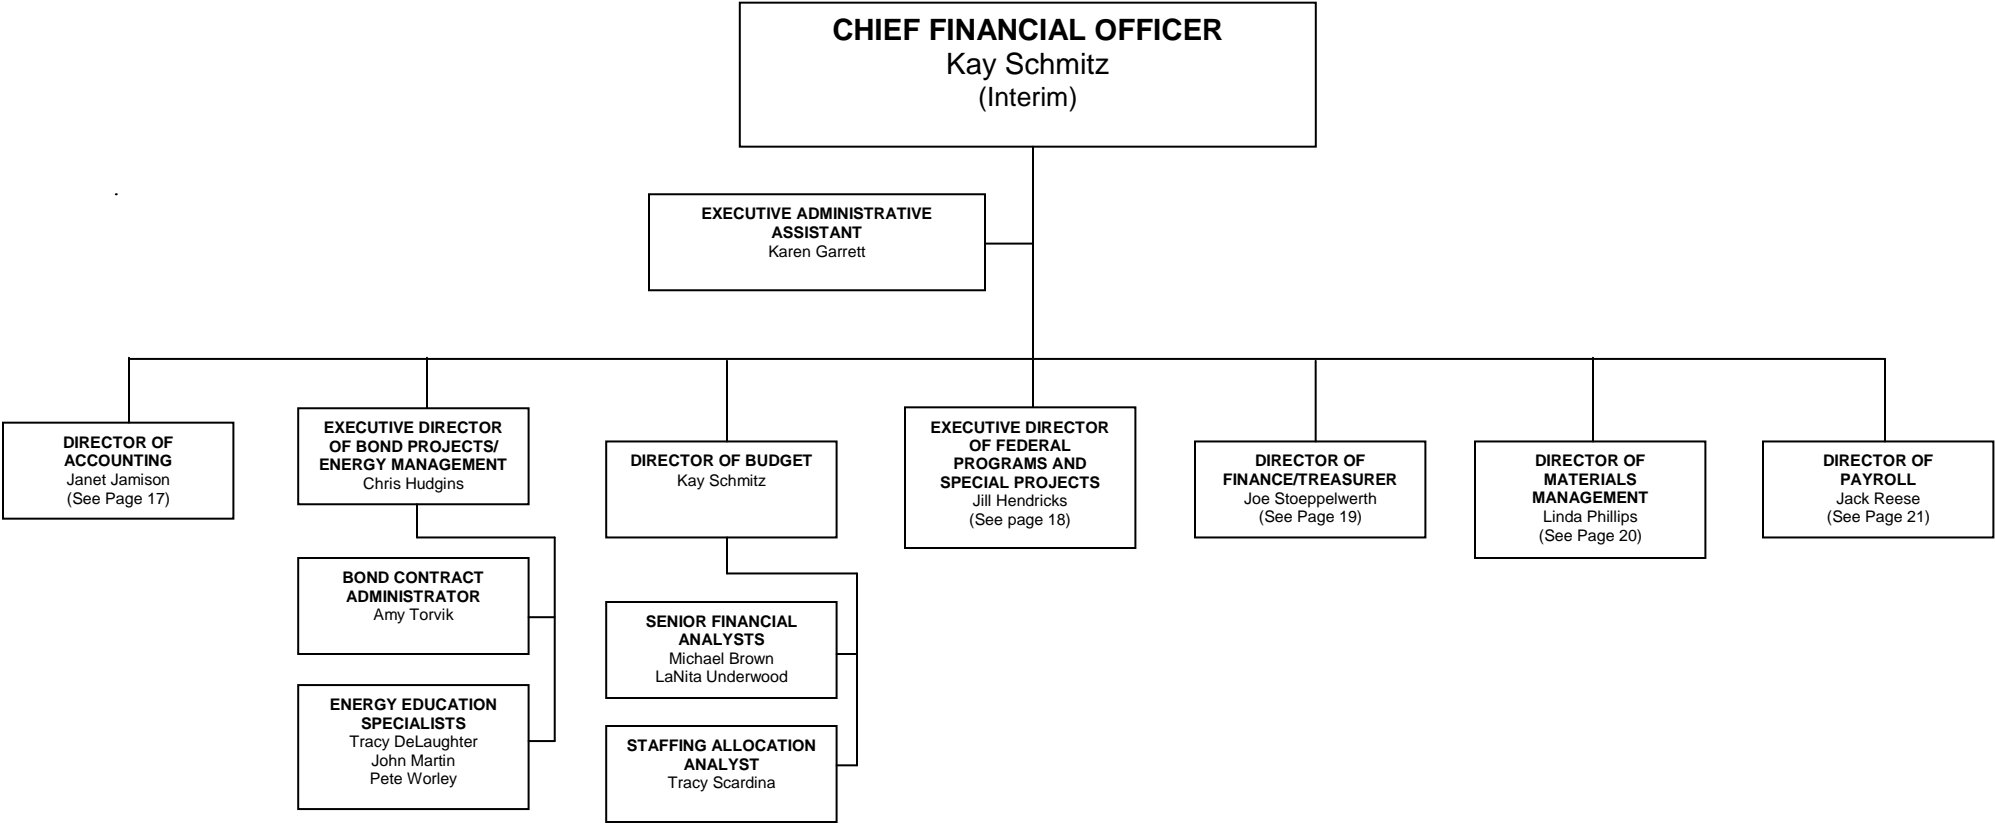 CHIEF FINANCIAL OFFICER
Kay Schmitz
(Interim)
EXECUTIVE ADMINISTRATIVE
ASSISTANT
Karen Garrett
DIRECTOR OF
ACCOUNTING
Janet Jamison
(See Page 17)
EXECUTIVE DIRECTOR
OF BOND PROJECTS/
ENERGY MANAGEMENT
Chris Hudgins
BOND CONTRACT
ADMINISTRATOR
Amy Torvik
ENERGY EDUCATION
SPECIALISTS
Tracy DeLaughter
John Martin
Pete Worley
DIRECTOR OF BUDGET
Kay Schmitz
SENIOR FINANCIAL
ANALYSTS
Michael Brown
LaNita Underwood
STAFFING ALLOCATION
ANALYST
Tracy Scardina
EXECUTIVE DIRECTOR
OF FEDERAL
PROGRAMS AND
SPECIAL PROJECTS
Jill Hendricks
(See page 18)
DIRECTOR OF
FINANCE/TREASURER
Joe Stoeppelwerth
(See Page 19)
DIRECTOR OF
MATERIALS
MANAGEMENT
Linda Phillips
(See Page 20)
DIRECTOR OF
PAYROLL
Jack Reese
(See Page 21)